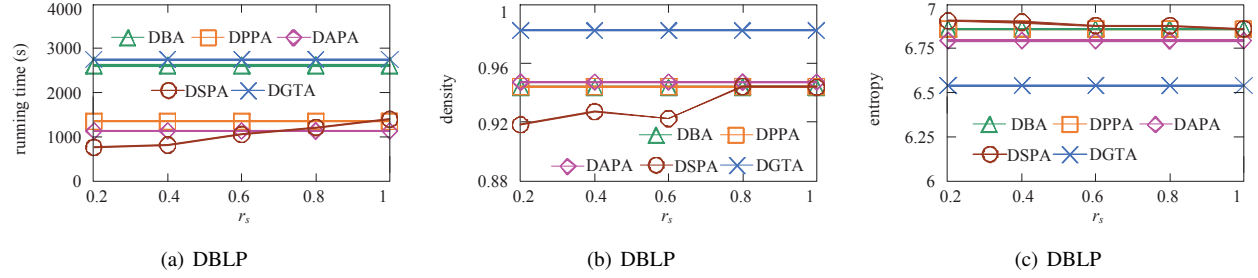 4000
3000
2000
1000
0
running time (s)
DBA DPPA DAPA
DSPA DGTA
0.2 0.4 0.6 0.8 1
r_s
(a) DBLP
1
0.96
0.92
0.88
density
DBA DPPA
DAPA DSPA DGTA
0.2 0.4 0.6 0.8 1
r_s
(b) DBLP
7
6.75
6.5
6.25
6
entropy
DBA DPPA DAPA
DSPA DGTA
0.2 0.4 0.6 0.8 1
r_s
(c) DBLP